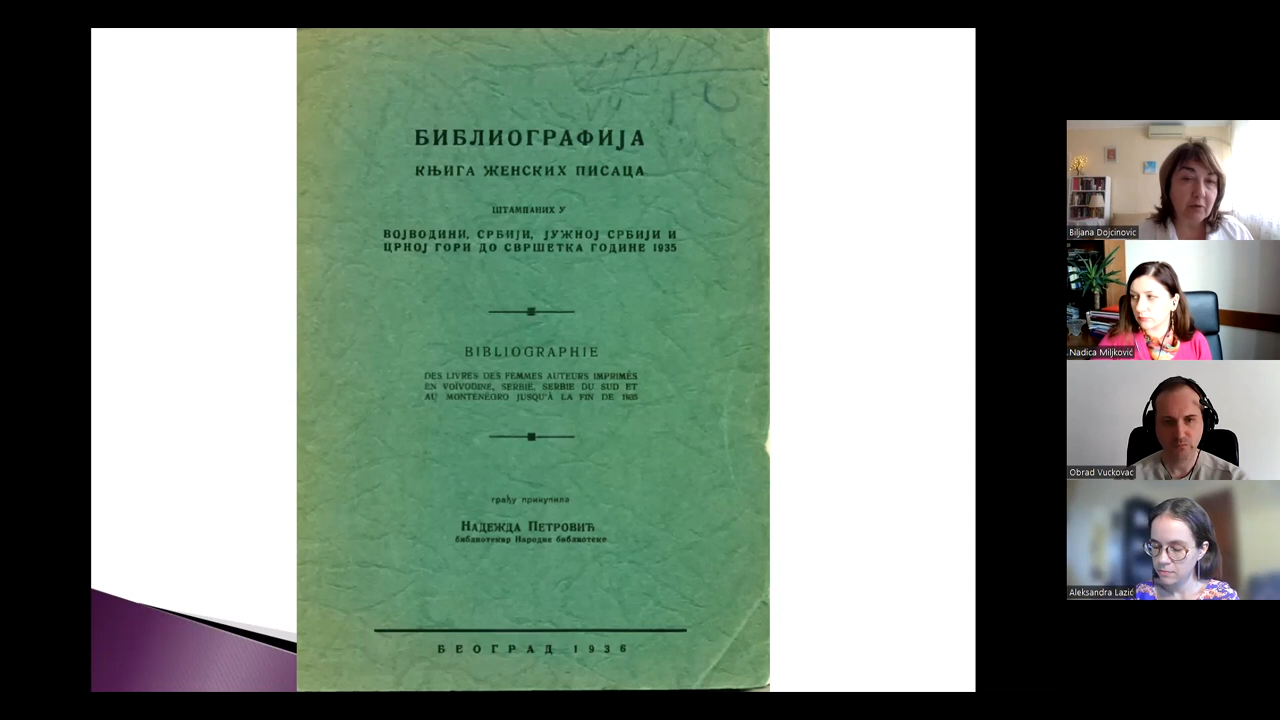 БИБЛИОГРАФИЈА
КЊИГА ЖЕНСКИХ ПИСАЦА
ШТАМПАНИХ У
ВОЈВОДИНИ, СРБИЈИ, ЈУЖНОЈ СРБИЈИ И
ЦРНОЈ ГОРИ ДО СВРШЕТКА ГОДИНЕ 1935
BIBLIOGRAPHIE
DES LIVRES DES FEMMES AUTEURS IMPRIMÉS
EN VOÏVODINE, SERBIE, SERBIE DU SUD ET
AU MONTENEGRO JUSQU'À LA FIN DE 1935
грађу прикупила
НАДЕЖДА ПЕТРОВИЋ
библиотекар Народне библиотеке
БЕОГРАД 1936
Biljana Dojcinovic
Nadica Miljković
Obrad Vuckovac
Aleksandra Lazić